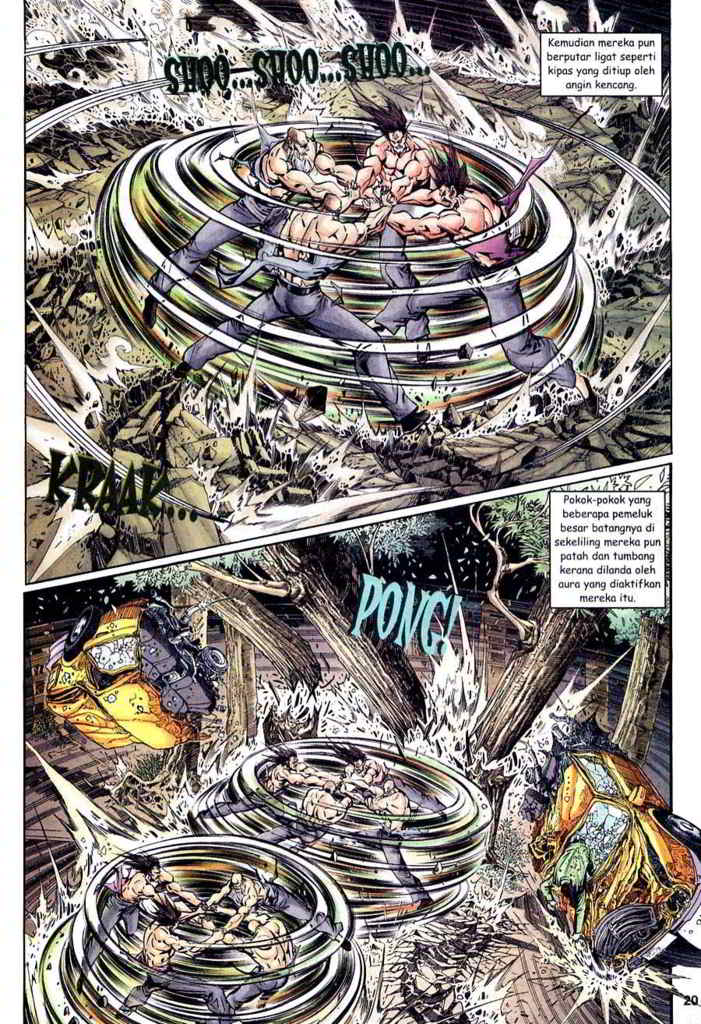 SHOO...SHOO...SHOO...
Kemudian mereka pun
berputar ligat seperti
kipas yang ditiup oleh
angin kencang.
KRAAK...
Pokok-pokok yang
beberapa pemeluk
besar batangnya di
sekeliling mereka pun
patah dan tumbang
kerana dilanda oleh
aura yang diaktifkan
mereka itu.
PONG!
20